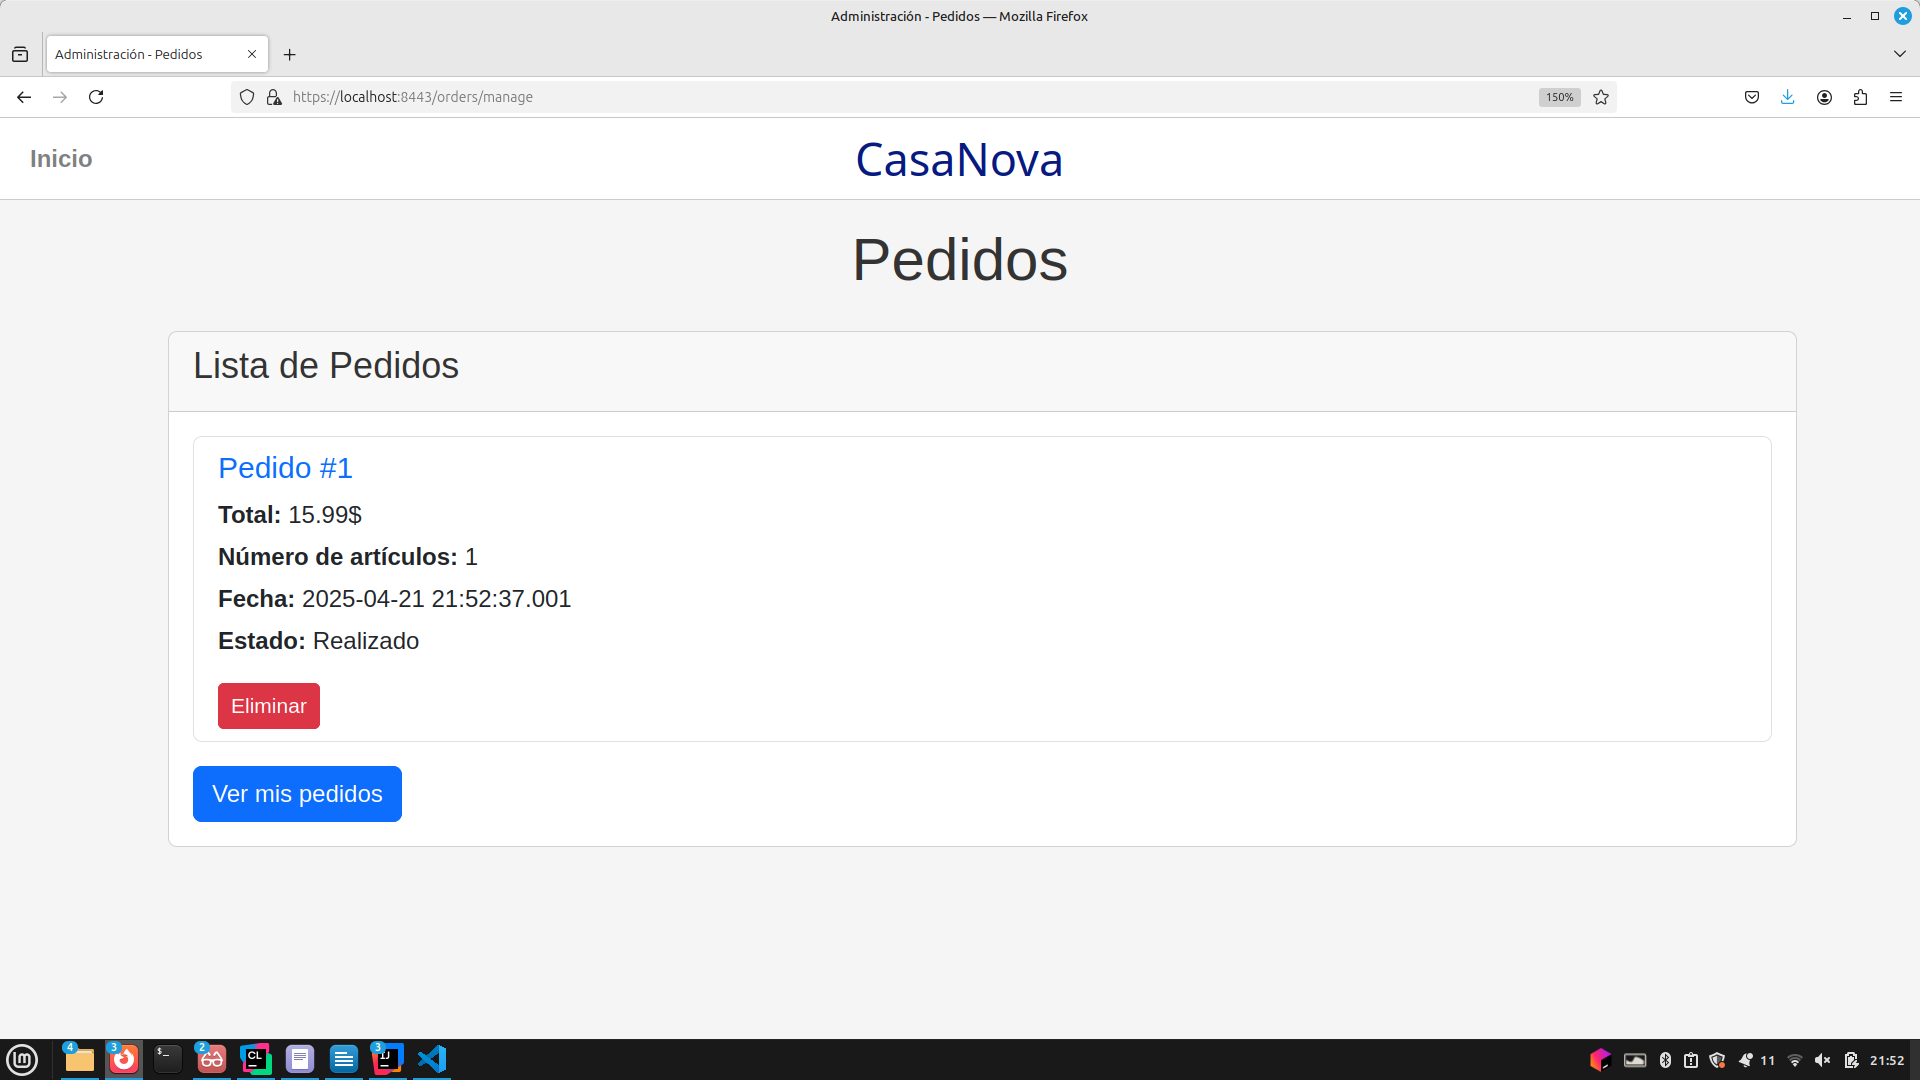 Administración - Pedidos — Mozilla Firefox
Administración - Pedidos
https://localhost:8443/orders/manage
150%
Inicio
CasaNova
Pedidos
Lista de Pedidos
Pedido #1
Total: 15.99$
Número de artículos: 1
Fecha: 2025-04-21 21:52:37.001
Estado: Realizado
Eliminar
Ver mis pedidos
4
3
$_
2
CL
3
IJ
11
21:52